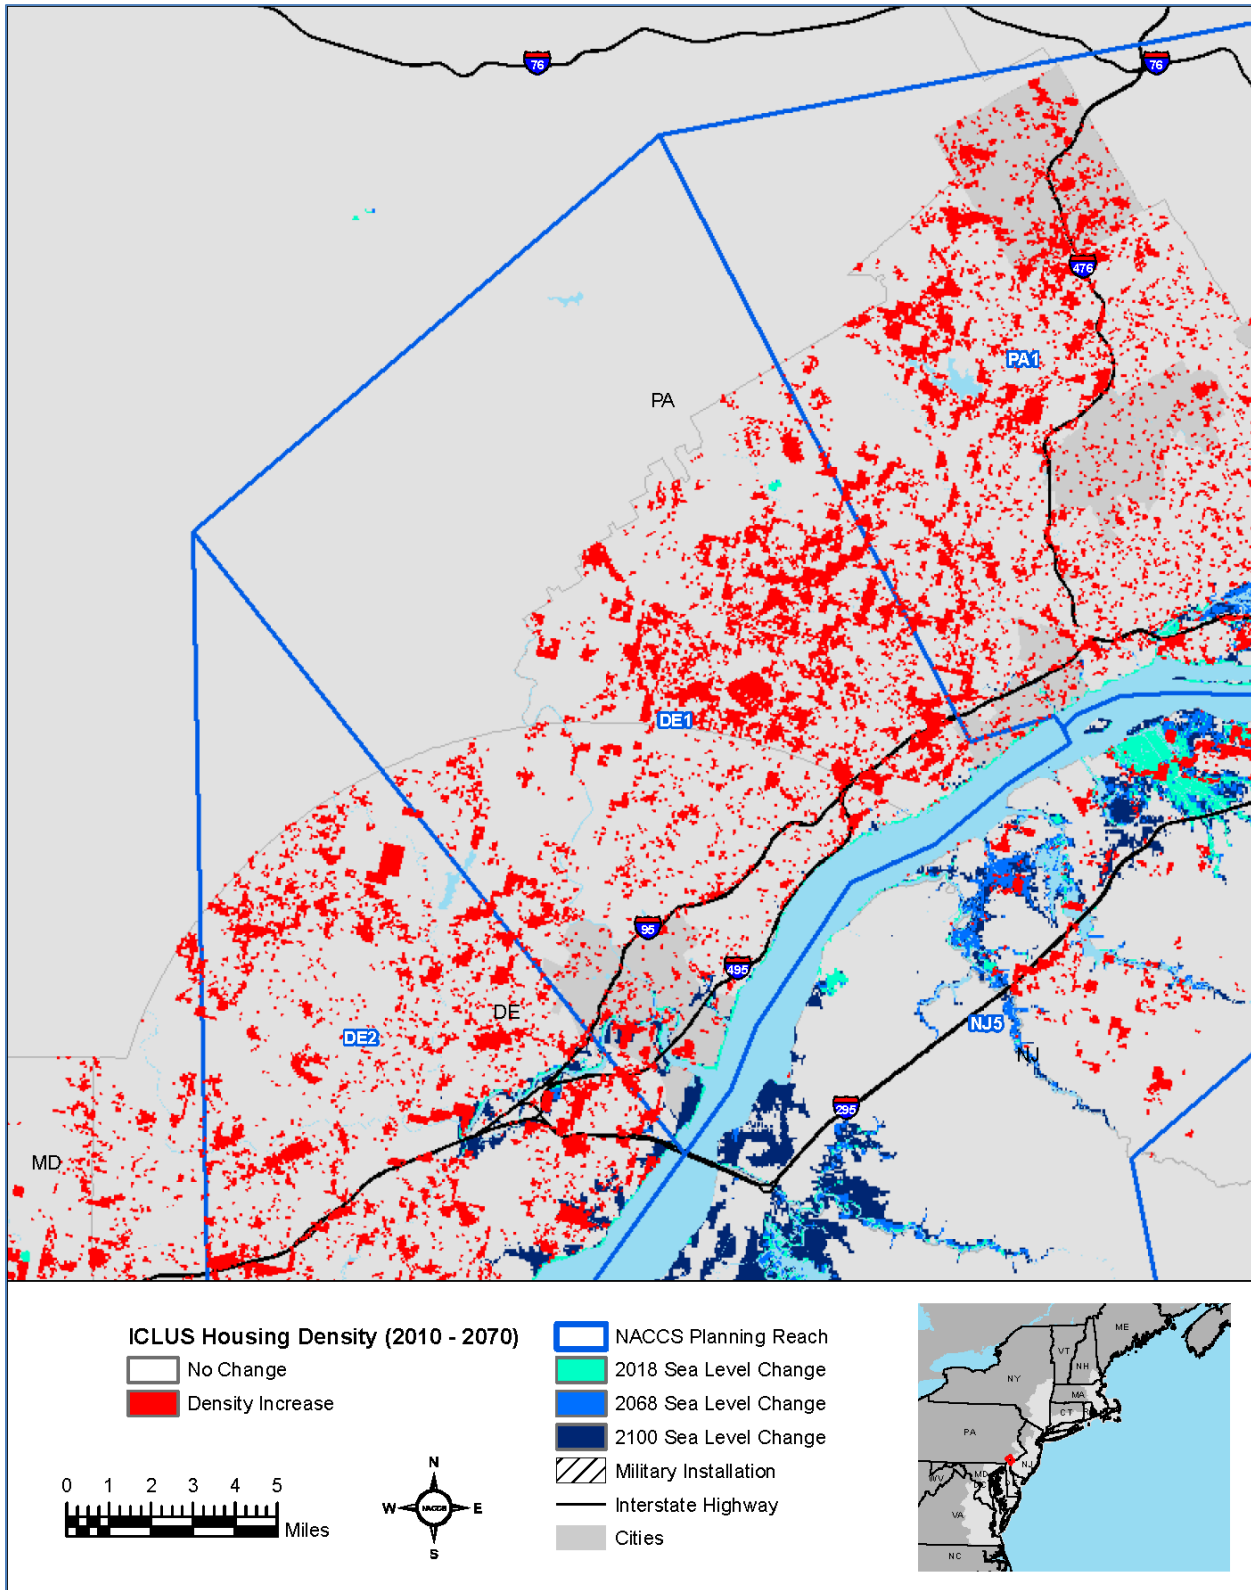 76
76
476
PA1
PA
DE1
95
495
DE
DE2
NJ5
NJ
295
MD
ICLUS Housing Density (2010 - 2070)
No Change
Density Increase
0 1 2 3 4 5
Miles
N
W NACCS E
S
NACCS Planning Reach
2018 Sea Level Change
2068 Sea Level Change
2100 Sea Level Change
Military Installation
Interstate Highway
Cities
ME
VT
NH
NY
MA
CT
PA
NJ
MD
WV
VA
NC